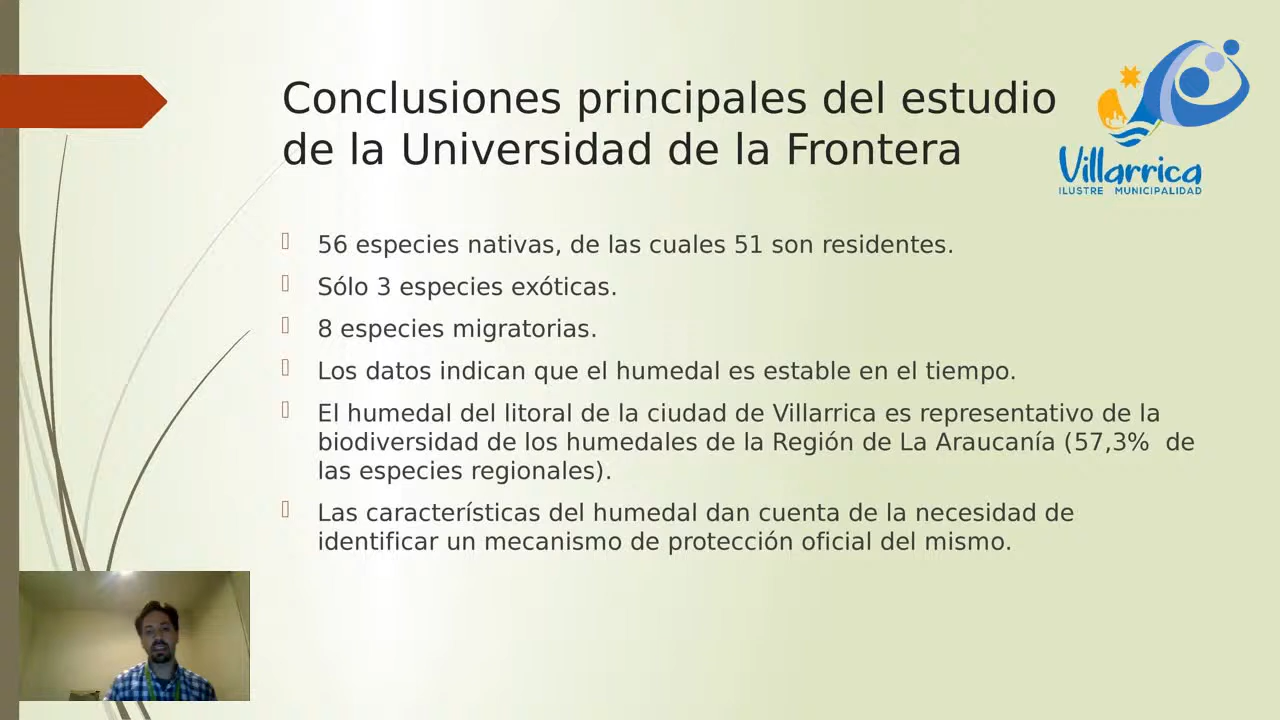 Conclusiones principales del estudio
de la Universidad de la Frontera
Villarrica
ILUSTRE MUNICIPALIDAD
56 especies nativas, de las cuales 51 son residentes.
Sólo 3 especies exóticas.
8 especies migratorias.
Los datos indican que el humedal es estable en el tiempo.
El humedal del litoral de la ciudad de Villarrica es representativo de la
biodiversidad de los humedales de la Región de La Araucanía (57,3%  de
las especies regionales).
Las características del humedal dan cuenta de la necesidad de
identificar un mecanismo de protección oficial del mismo.